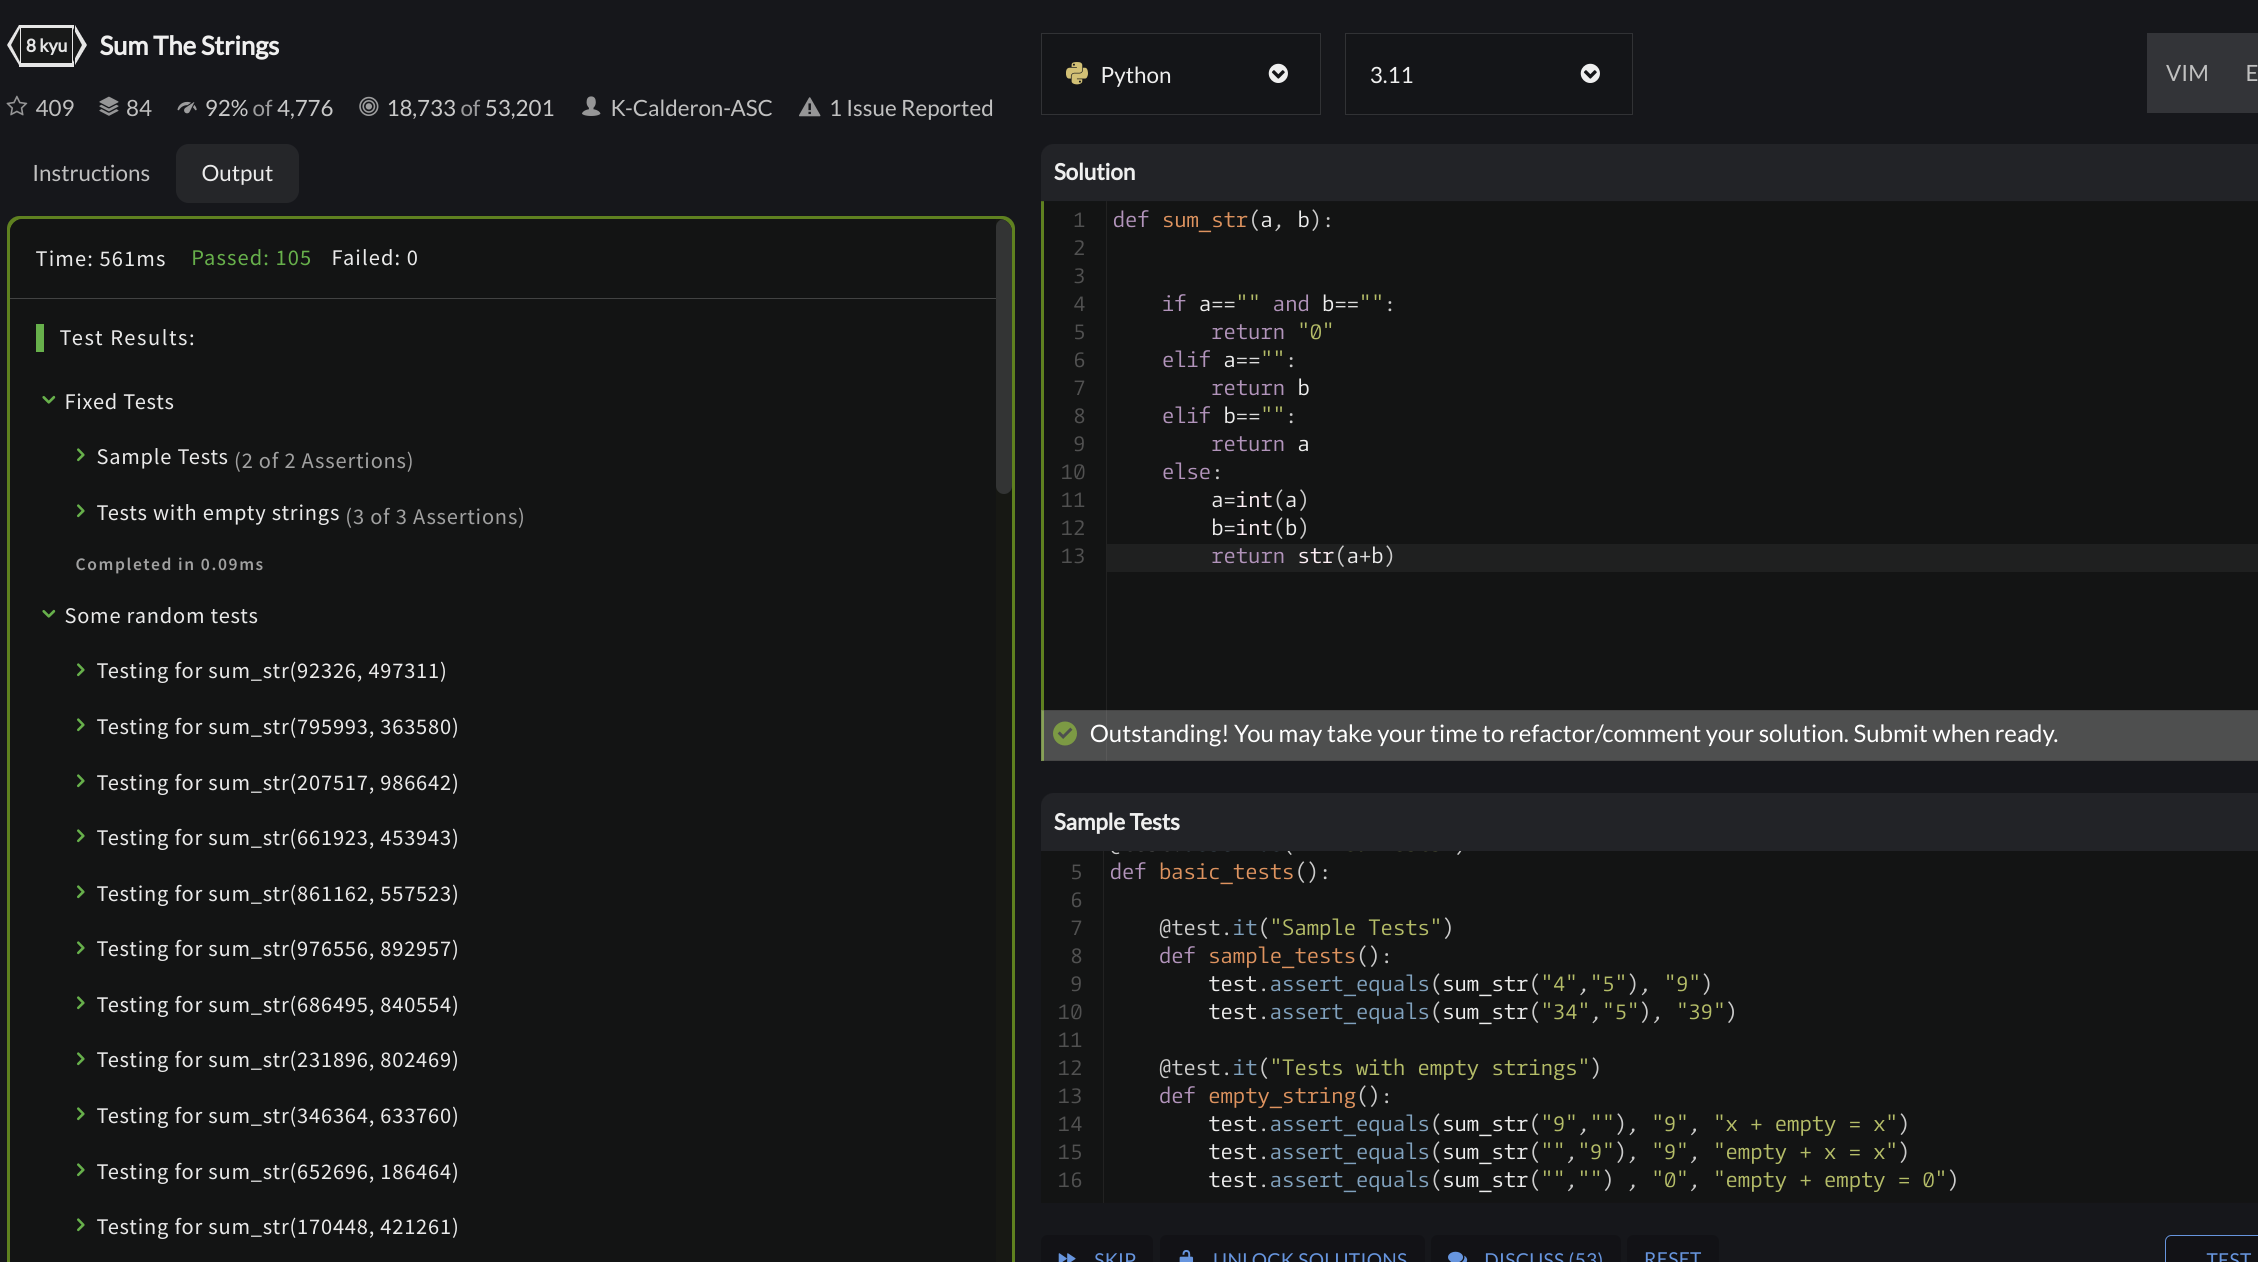 8 kyu Sum The Strings
409 84 92% of 4,776 18,733 of 53,201 K-Calderon-ASC 1 Issue Reported
Instructions Output
Time: 561ms Passed: 105 Failed: 0
Test Results:
Fixed Tests
Sample Tests (2 of 2 Assertions)
Tests with empty strings (3 of 3 Assertions)
Completed in 0.09ms
Some random tests
Testing for sum_str(92326, 497311)
Testing for sum_str(795993, 363580)
Testing for sum_str(207517, 986642)
Testing for sum_str(661923, 453943)
Testing for sum_str(861162, 557523)
Testing for sum_str(976556, 892957)
Testing for sum_str(686495, 840554)
Testing for sum_str(231896, 802469)
Testing for sum_str(346364, 633760)
Testing for sum_str(652696, 186464)
Testing for sum_str(170448, 421261)
Python 3.11 VIM E
Solution
1 def sum_str(a, b):
2
3
4 if a=="" and b=="":
5 return "0"
6 elif a=="":
7 return b
8 elif b=="":
9 return a
10 else:
11 a=int(a)
12 b=int(b)
13 return str(a+b)
Outstanding! You may take your time to refactor/comment your solution. Submit when ready.
Sample Tests
5 def basic_tests():
6
7 @test.it("Sample Tests")
8 def sample_tests():
9 test.assert_equals(sum_str("4","5"), "9")
10 test.assert_equals(sum_str("34","5"), "39")
11
12 @test.it("Tests with empty strings")
13 def empty_string():
14 test.assert_equals(sum_str("9",""), "9", "x + empty = x")
15 test.assert_equals(sum_str("","9"), "9", "empty + x = x")
16 test.assert_equals(sum_str("","") , "0", "empty + empty = 0")
SKIP UNLOCK SOLUTIONS DISCUSS (53) RESET TEST